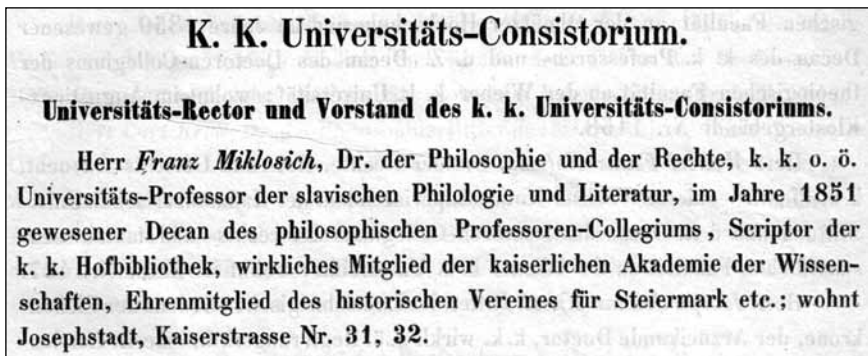 K. K. Universitäts-Consistorium.
Universitäts-Rector und Vorstand des k. k. Universitäts-Consistoriums.
Herr Franz Miklosich, Dr. der Philosophie und der Rechte, k. k. o. ö.
Universitäts-Professor der slavischen Philologie und Literatur, im Jahre 1851
gewesener Decan des philosophischen Professoren-Collegiums, Scriptor der
k. k. Hofbibliothek, wirkliches Mitglied der kaiserlichen Akademie der Wissen-
schaften, Ehrenmitglied des historischen Vereines für Steiermark etc.; wohnt
Josephstadt, Kaiserstrasse Nr. 31, 32.